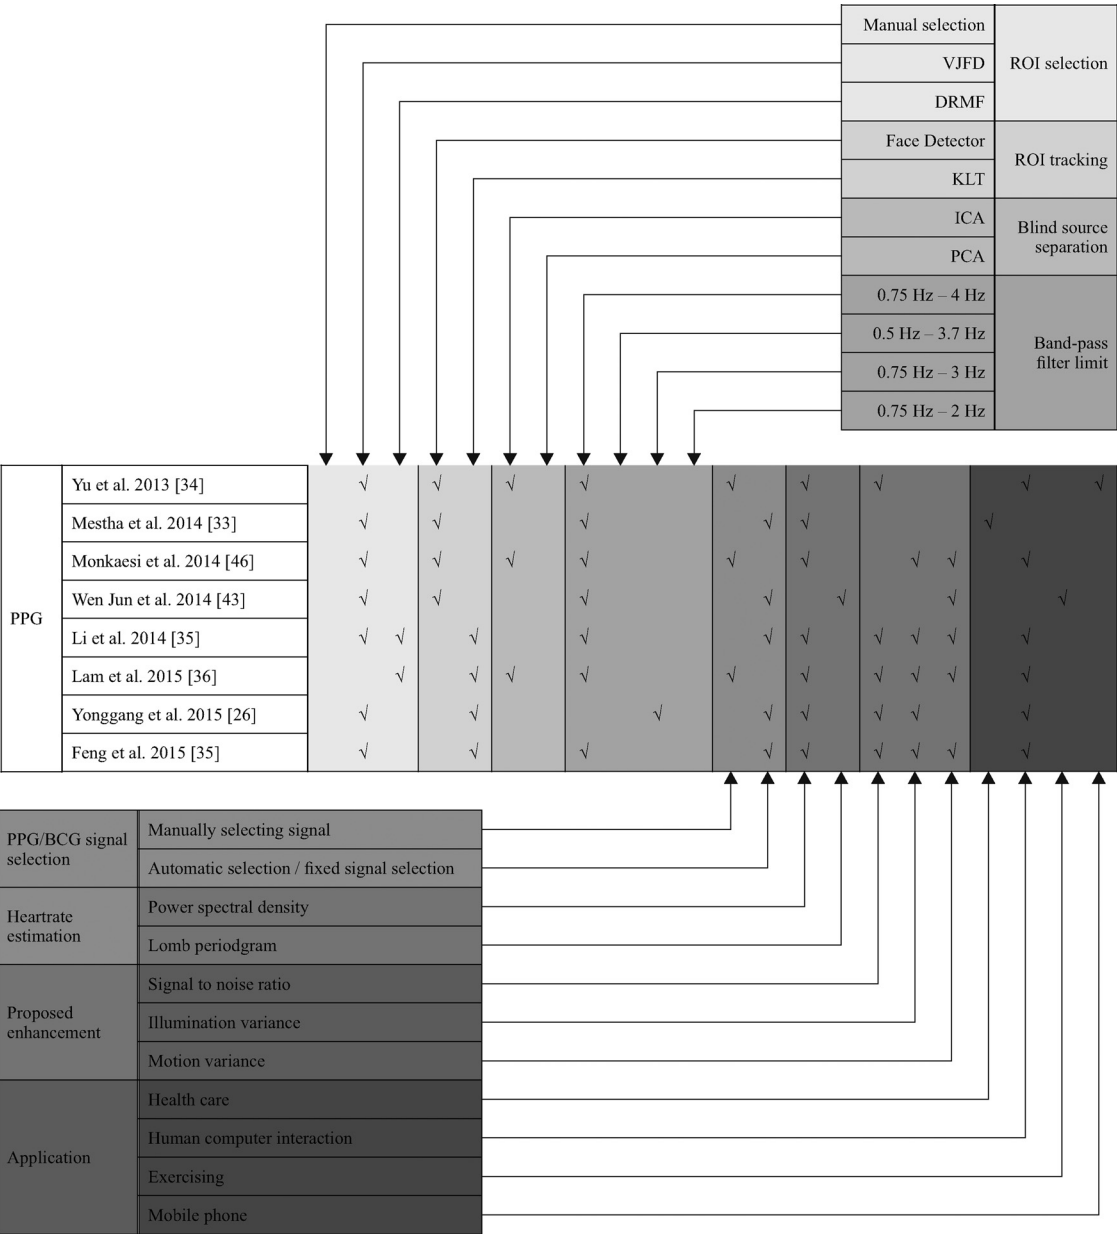 Manual selection
VJFD
DRMF
ROI selection
Face Detector
KLT
ROI tracking
ICA
PCA
Blind source
separation
0.75 Hz – 4 Hz
0.5 Hz – 3.7 Hz
0.75 Hz – 3 Hz
0.75 Hz – 2 Hz
Band-pass
filter limit
PPG
Yu et al. 2013 [34] √ √ √ √ √ √ √ √ √
Mestha et al. 2014 [33] √ √ √ √ √ √
Monkaesi et al. 2014 [46] √ √ √ √ √ √ √ √ √
Wen Jun et al. 2014 [43] √ √ √ √ √ √ √
Li et al. 2014 [35] √ √ √ √ √ √ √ √ √ √
Lam et al. 2015 [36] √ √ √ √ √ √ √ √ √ √
Yonggang et al. 2015 [26] √ √ √ √ √ √ √ √
Feng et al. 2015 [35] √ √ √ √ √ √ √ √ √
PPG/BCG signal
selection
Manually selecting signal
Automatic selection / fixed signal selection
Heartrate
estimation
Power spectral density
Lomb periodgram
Proposed
enhancement
Signal to noise ratio
Illumination variance
Motion variance
Application
Health care
Human computer interaction
Exercising
Mobile phone